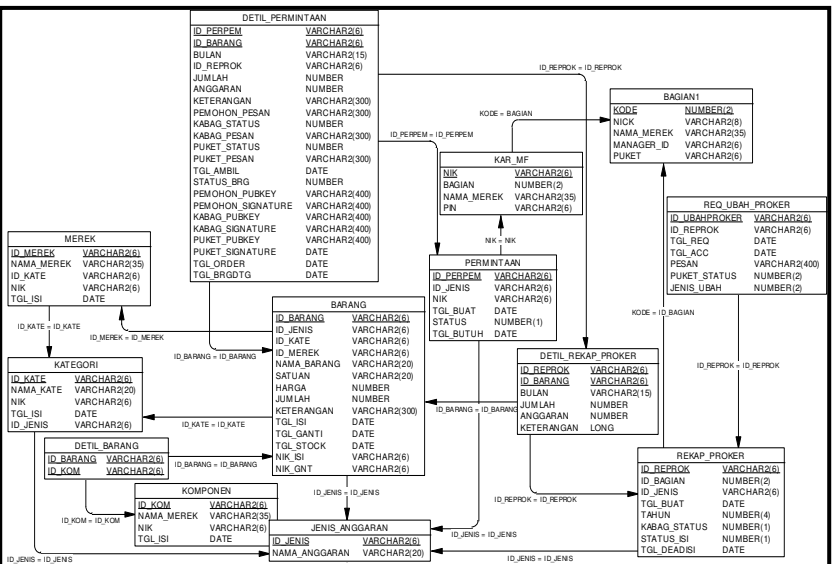 DETIL_PERMINTAAN
ID_PERPEM VARCHAR2(6)
ID_BARANG VARCHAR2(6)
BULAN VARCHAR2(15)
ID_REPROK VARCHAR2(6)
JUMLAH NUMBER
ANGGARAN NUMBER
KETERANGAN VARCHAR2(300)
PEMOHON_PESAN VARCHAR2(300)
KABAG_STATUS NUMBER
KABAG_PESAN VARCHAR2(300)
PUKET_STATUS NUMBER
PUKET_PESAN VARCHAR2(300)
TGL_AMBIL DATE
STATUS_BRG NUMBER
PEMOHON_PUBKEY VARCHAR2(400)
PEMOHON_SIGNATURE VARCHAR2(400)
KABAG_PUBKEY VARCHAR2(400)
KABAG_SIGNATURE VARCHAR2(400)
PUKET_PUBKEY VARCHAR2(400)
PUKET_SIGNATURE DATE
TGL_ORDER DATE
TGL_BRGDTG DATE
ID_REPROK = ID_REPROK
KODE = BAGIAN
ID_PERPEM = ID_PERPEM
BAGIAN1
KODE NUMBER(2)
NICK VARCHAR2(8)
NAMA_MEREK VARCHAR2(35)
MANAGER_ID VARCHAR2(6)
PUKET VARCHAR2(6)
KAR_MF
NIK VARCHAR2(6)
BAGIAN NUMBER(2)
NAMA_MEREK VARCHAR2(35)
PIN VARCHAR2(6)
NIK = NIK
REQ_UBAH_PROKER
ID_UBAHPROKER VARCHAR2(6)
ID_REPROK VARCHAR2(6)
TGL_REQ DATE
TGL_ACC DATE
PESAN VARCHAR2(400)
PUKET_STATUS NUMBER(2)
JENIS_UBAH NUMBER(2)
MEREK
ID_MEREK VARCHAR2(6)
NAMA_MEREK VARCHAR2(35)
ID_KATE VARCHAR2(6)
NIK VARCHAR2(6)
TGL_ISI DATE
PERMINTAAN
ID_PERPEM VARCHAR2(6)
ID_JENIS VARCHAR2(6)
NIK VARCHAR2(6)
TGL_BUAT DATE
STATUS NUMBER(1)
TGL_BUTUH DATE
KODE = ID_BAGIAN
ID_KATE = ID_KATE
ID_MEREK = ID_MEREK
ID_BARANG = ID_BARANG
BARANG
ID_BARANG VARCHAR2(6)
ID_JENIS VARCHAR2(6)
ID_KATE VARCHAR2(6)
ID_MEREK VARCHAR2(6)
NAMA_BARANG VARCHAR2(20)
SATUAN VARCHAR2(20)
HARGA NUMBER
JUMLAH NUMBER
KETERANGAN VARCHAR2(300)
TGL_ISI DATE
TGL_GANTI DATE
TGL_STOCK DATE
NIK_ISI VARCHAR2(6)
NIK_GNT VARCHAR2(6)
DETIL_REKAP_PROKER
ID_REPROK VARCHAR2(6)
ID_BARANG VARCHAR2(6)
BULAN VARCHAR2(15)
JUMLAH NUMBER
ANGGARAN NUMBER
KETERANGAN LONG
ID_REPROK = ID_REPROK
KATEGORI
ID_KATE VARCHAR2(6)
NAMA_KATE VARCHAR2(20)
NIK VARCHAR2(6)
TGL_ISI DATE
ID_JENIS VARCHAR2(6)
ID_KATE = ID_KATE
ID_BARANG = ID_BARANG
DETIL_BARANG
ID_BARANG VARCHAR2(6)
ID_KOM VARCHAR2(6)
ID_BARANG = ID_BARANG
REKAP_PROKER
ID_REPROK VARCHAR2(6)
ID_BAGIAN NUMBER(2)
ID_JENIS VARCHAR2(6)
TGL_BUAT DATE
TAHUN NUMBER(4)
KABAG_STATUS NUMBER(1)
STATUS_ISI NUMBER(1)
TGL_DEADISI DATE
KOMPONEN
ID_KOM VARCHAR2(6)
NAMA_MEREK VARCHAR2(35)
NIK VARCHAR2(6)
TGL_ISI DATE
ID_KOM = ID_KOM
ID_JENIS = ID_JENIS
ID_REPROK = ID_REPROK
JENIS_ANGGARAN
ID_JENIS VARCHAR2(6)
NAMA_ANGGARAN VARCHAR2(20)
ID_JENIS = ID_JENIS
ID_JENIS = ID_JENIS
ID_JENIS = ID_JENIS